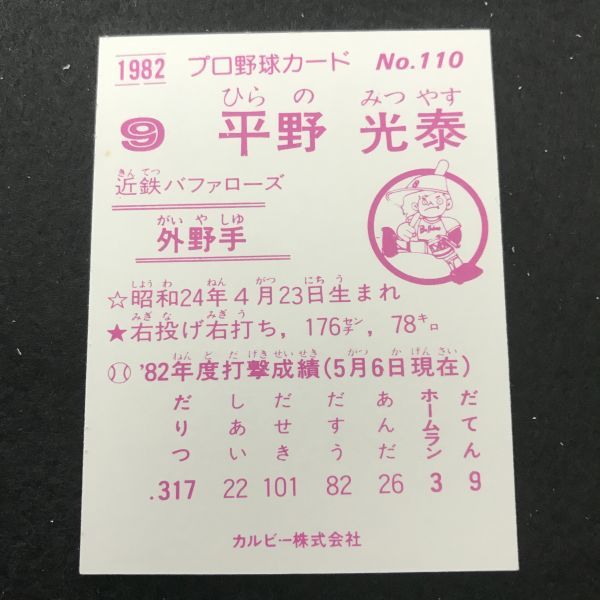 1982 プロ野球カード No.110
ひら の みつ やす
9 平野 光泰
きん てつ
近鉄バファローズ
がい や しゆ
外野手
しよう わ ねん がつ にち う
☆昭和24年4月23日生まれ
みぎ な みぎ う
★右投げ右打ち, 176センチ, 78キロ
ねん ど だ げき せい せき がつ か げん ざい
'82年度打撃成績(5月6日現在)
だりつ しあい だせき だすう あんだ ホームラン だてん
.317 22 101 82 26 3 9
カルビー株式会社